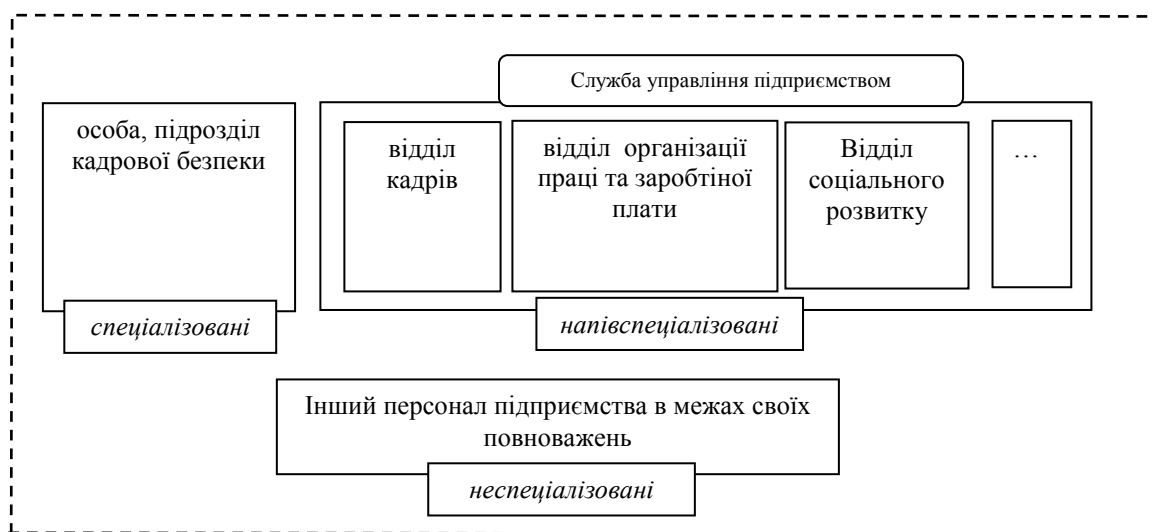 Служба управління підприємством
особа, підрозділ
кадрової безпеки
відділ
кадрів
відділ організації
праці та заробтіної
плати
Відділ
соціального
розвитку
…
спеціалізовані
напівспеціалізовані
Інший персонал підприємства в межах своїх
повноважень
неспеціалізовані